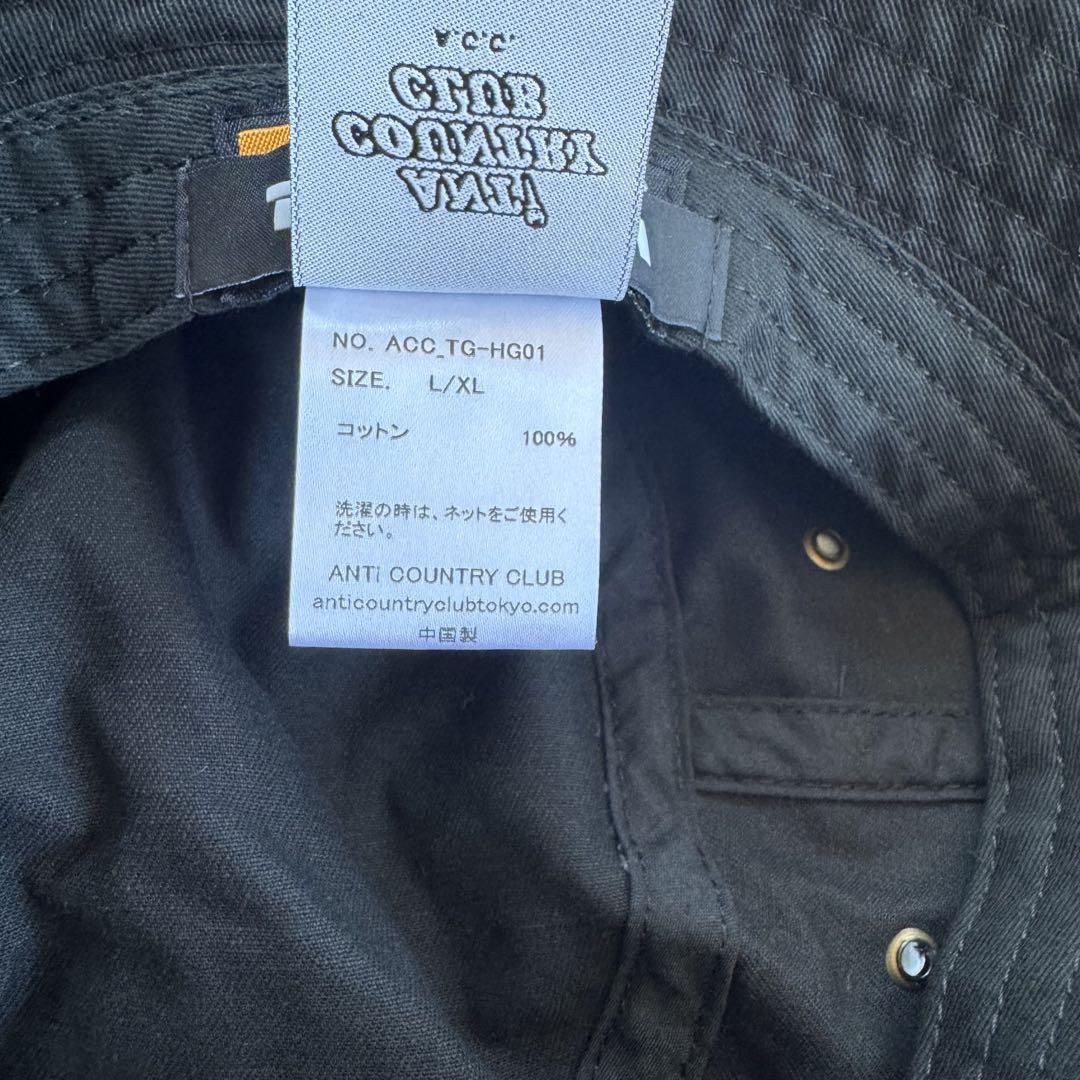 A.C.C.
CLUB
COUNTRY
ANTi
NO. ACC_TG-HG01
SIZE. L/XL
コットン 100%
洗濯の時は、ネットをご使用く
ださい。
ANTi COUNTRY CLUB
anticountryclubtokyo.com
中国製